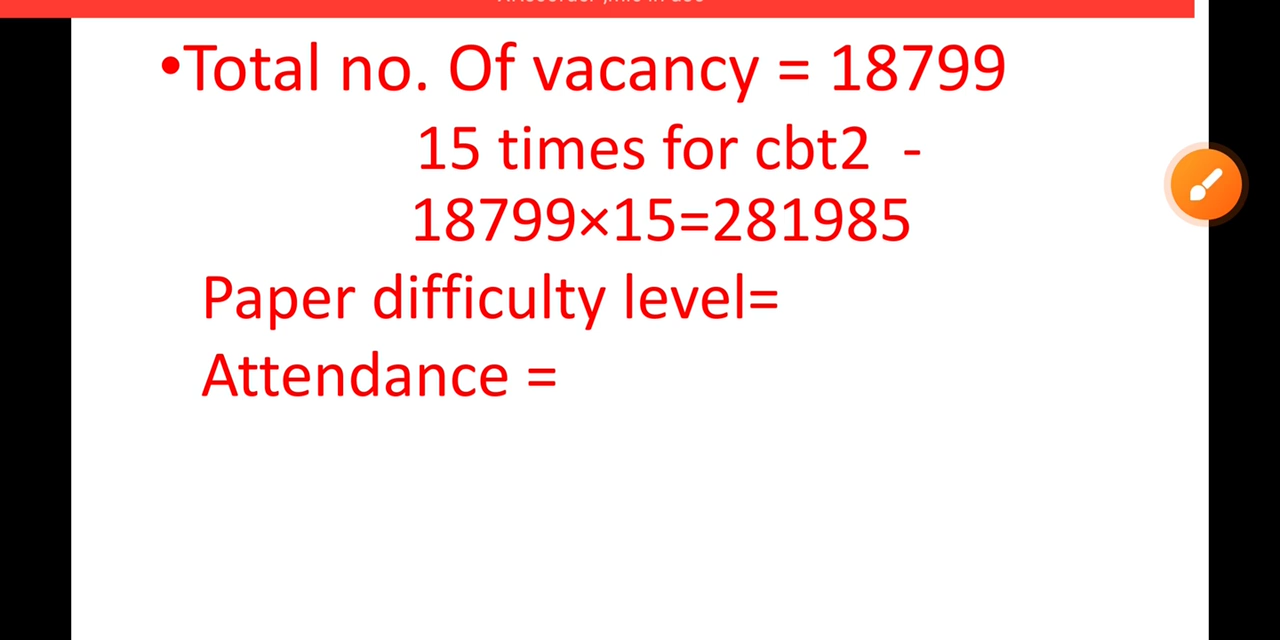 •Total no. Of vacancy = 18799
15 times for cbt2 -
18799×15=281985
Paper difficulty level=
Attendance =